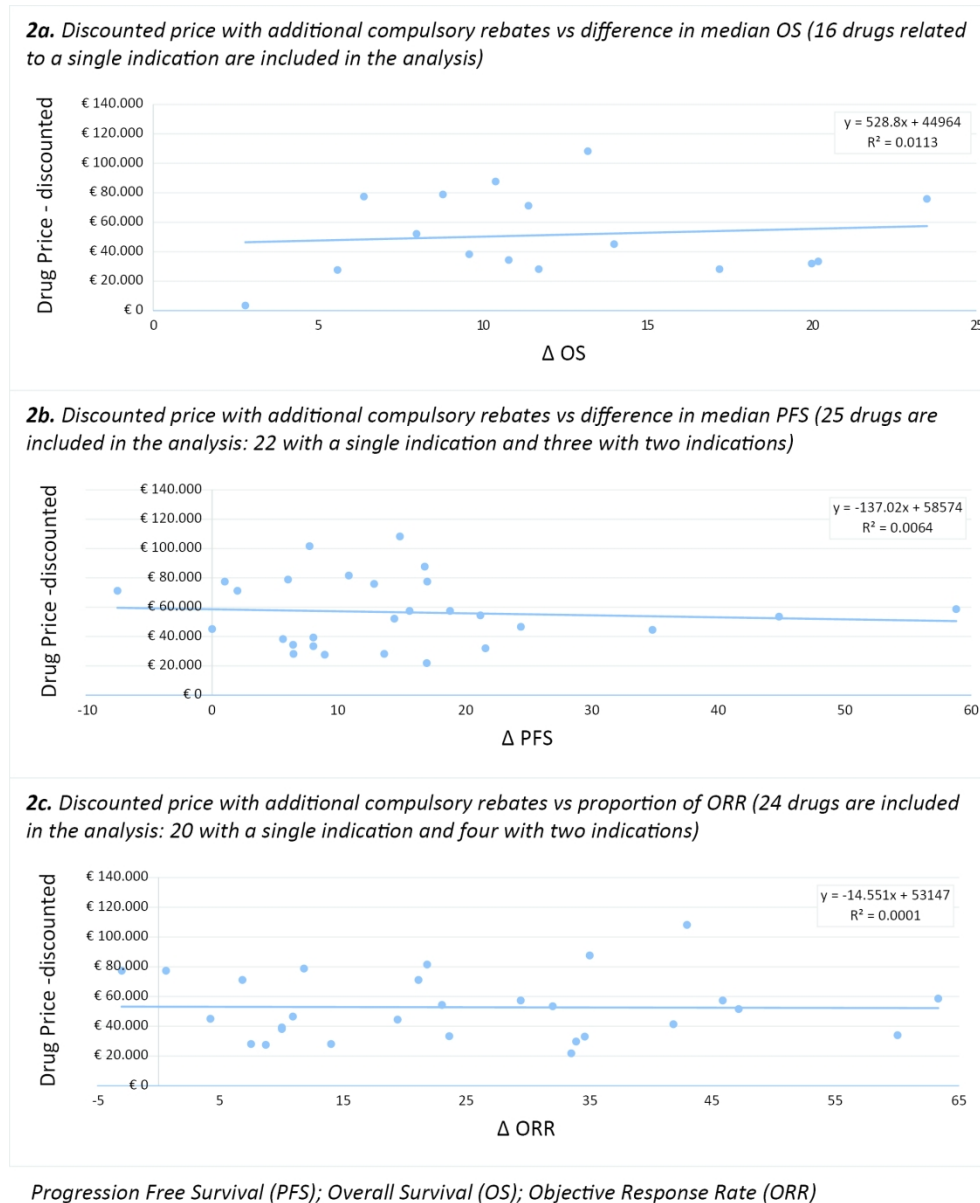 2a. Discounted price with additional compulsory rebates vs difference in median OS (16 drugs related
to a single indication are included in the analysis)
Drug Price - discounted
€ 140.000
€ 120.000
€ 100.000
€ 80.000
€ 60.000
€ 40.000
€ 20.000
€ 0
y = 528.8x + 44964
R² = 0.0113
0 5 10 15 20 25
Δ OS
2b. Discounted price with additional compulsory rebates vs difference in median PFS (25 drugs are
included in the analysis: 22 with a single indication and three with two indications)
Drug Price -discounted
€ 140.000
€ 120.000
€ 100.000
€ 80.000
€ 60.000
€ 40.000
€ 20.000
€ 0
y = -137.02x + 58574
R² = 0.0064
-10 0 10 20 30 40 50 60
Δ PFS
2c. Discounted price with additional compulsory rebates vs proportion of ORR (24 drugs are included
in the analysis: 20 with a single indication and four with two indications)
Drug Price -discounted
€ 140.000
€ 120.000
€ 100.000
€ 80.000
€ 60.000
€ 40.000
€ 20.000
€ 0
y = -14.551x + 53147
R² = 0.0001
-5 5 15 25 35 45 55 65
Δ ORR
Progression Free Survival (PFS); Overall Survival (OS); Objective Response Rate (ORR)